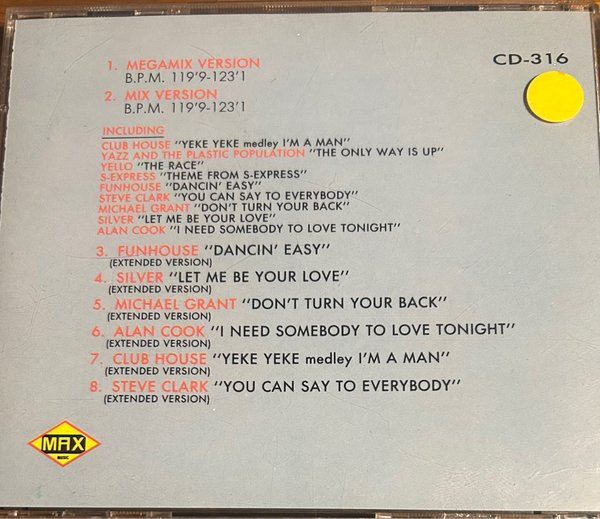 CD-316
1. MEGAMIX VERSION
B.P.M. 119'9-123'1
2. MIX VERSION
B.P.M. 119'9-123'1
INCLUDING
CLUB HOUSE "YEKE YEKE medley I'M A MAN"
YAZZ AND THE PLASTIC POPULATION "THE ONLY WAY IS UP"
YELLO "THE RACE"
S-EXPRESS "THEME FROM S-EXPRESS"
FUNHOUSE "DANCIN' EASY"
STEVE CLARK "YOU CAN SAY TO EVERYBODY"
MICHAEL GRANT "DON'T TURN YOUR BACK"
SILVER "LET ME BE YOUR LOVE"
ALAN COOK "I NEED SOMEBODY TO LOVE TONIGHT"
3. FUNHOUSE "DANCIN' EASY"
(EXTENDED VERSION)
4. SILVER "LET ME BE YOUR LOVE"
(EXTENDED VERSION)
5. MICHAEL GRANT "DON'T TURN YOUR BACK"
(EXTENDED VERSION)
6. ALAN COOK "I NEED SOMEBODY TO LOVE TONIGHT"
(EXTENDED VERSION)
7. CLUB HOUSE "YEKE YEKE medley I'M A MAN"
(EXTENDED VERSION)
8. STEVE CLARK "YOU CAN SAY TO EVERYBODY"
(EXTENDED VERSION)
MAX
MUSIC